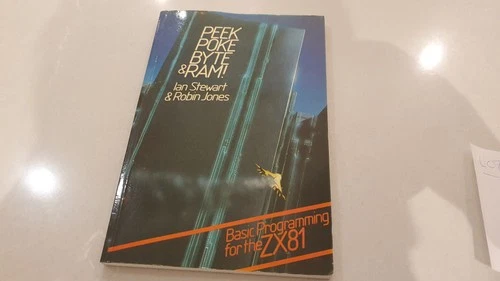 PEEK
POKE
BYTE
&RAM!
Ian Stewart
& Robin Jones
Basic Programming
for the ZX81